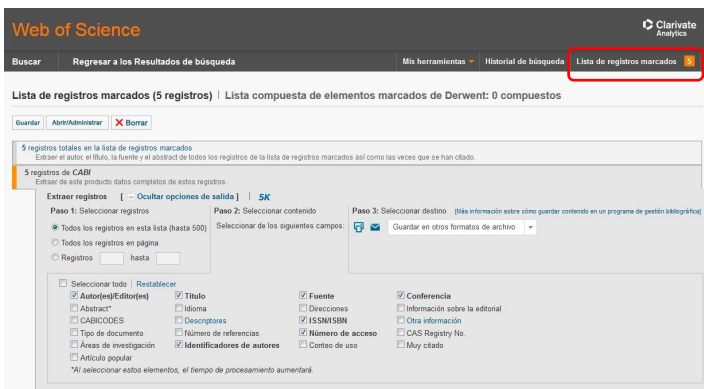 Web of Science
Clarivate
Analytics
Buscar Regresar a los Resultados de búsqueda Mis herramientas Historial de búsqueda Lista de registros marcados 5
Lista de registros marcados (5 registros) | Lista compuesta de elementos marcados de Derwent: 0 compuestos
Guardar Abrir/Administrar Borrar
5 registros totales en la lista de registros marcados
Extraer el autor, el título, la fuente y el abstract de todos los registros de la lista de registros marcados así como las veces que se han citado.
5 registros de CABI
Extraer de este producto datos completos de estos registros.
Extraer registros [ – Ocultar opciones de salida ] | 5K
Paso 1: Seleccionar registros Paso 2: Seleccionar contenido Paso 3: Seleccionar destino [Más información sobre cómo guardar contenido en un programa de gestión bibliográfica]
Todos los registros en esta lista (hasta 500) Seleccionar de los siguientes campos: Guardar en otros formatos de archivo
Todos los registros en página
Registros hasta
Seleccionar todo | Restablecer
Autor(es)/Editor(es) Título Fuente Conferencia
Abstract* Idioma Direcciones Información sobre la editorial
CABICODES Descriptores ISSN/ISBN Otra información
Tipo de documento Número de referencias Número de acceso CAS Registry No.
Áreas de investigación Identificadores de autores Conteo de uso Muy citado
Artículo popular
*Al seleccionar estos elementos, el tiempo de procesamiento aumentará.